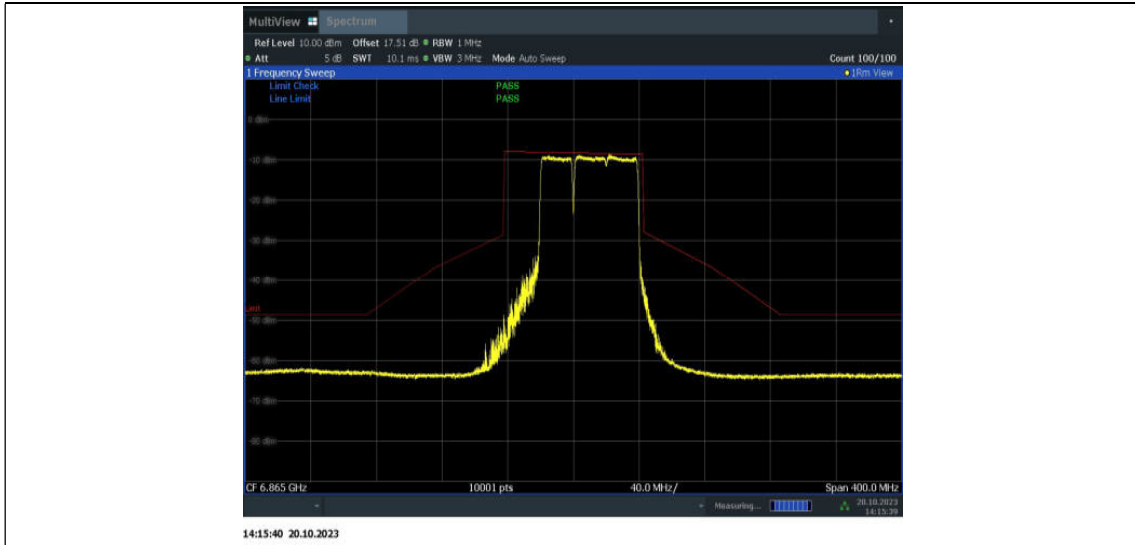 MultiView Spectrum
Ref Level 10.00 dBm Offset 17.51 dB RBW 1 MHz
Att 5 dB SWT 10.1 ms VBW 3 MHz Mode Auto Sweep Count 100/100
1 Frequency Sweep 1Rm View
Limit Check PASS
Line Limit PASS
0 dBm
-10 dBm
-20 dBm
-30 dBm
-40 dBm
-50 dBm
-60 dBm
-70 dBm
-80 dBm
CF 6.865 GHz 10001 pts 40.0 MHz/ Span 400.0 MHz
Measuring... 20.10.2023
14:15:39
14:15:40 20.10.2023